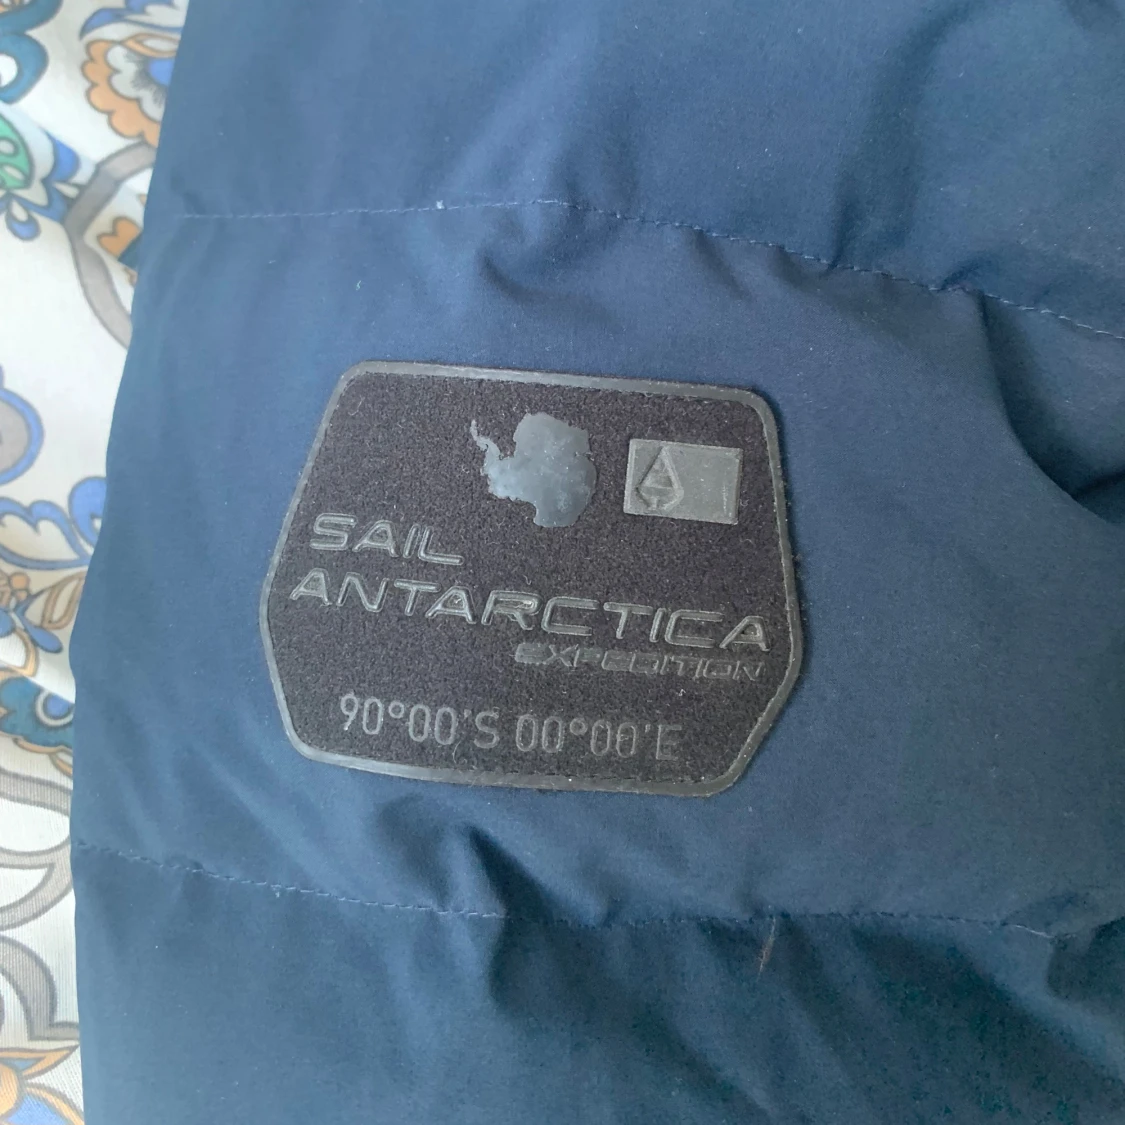 SAIL
ANTARCTICA
EXPEDITION
90°00'S 00°00'E